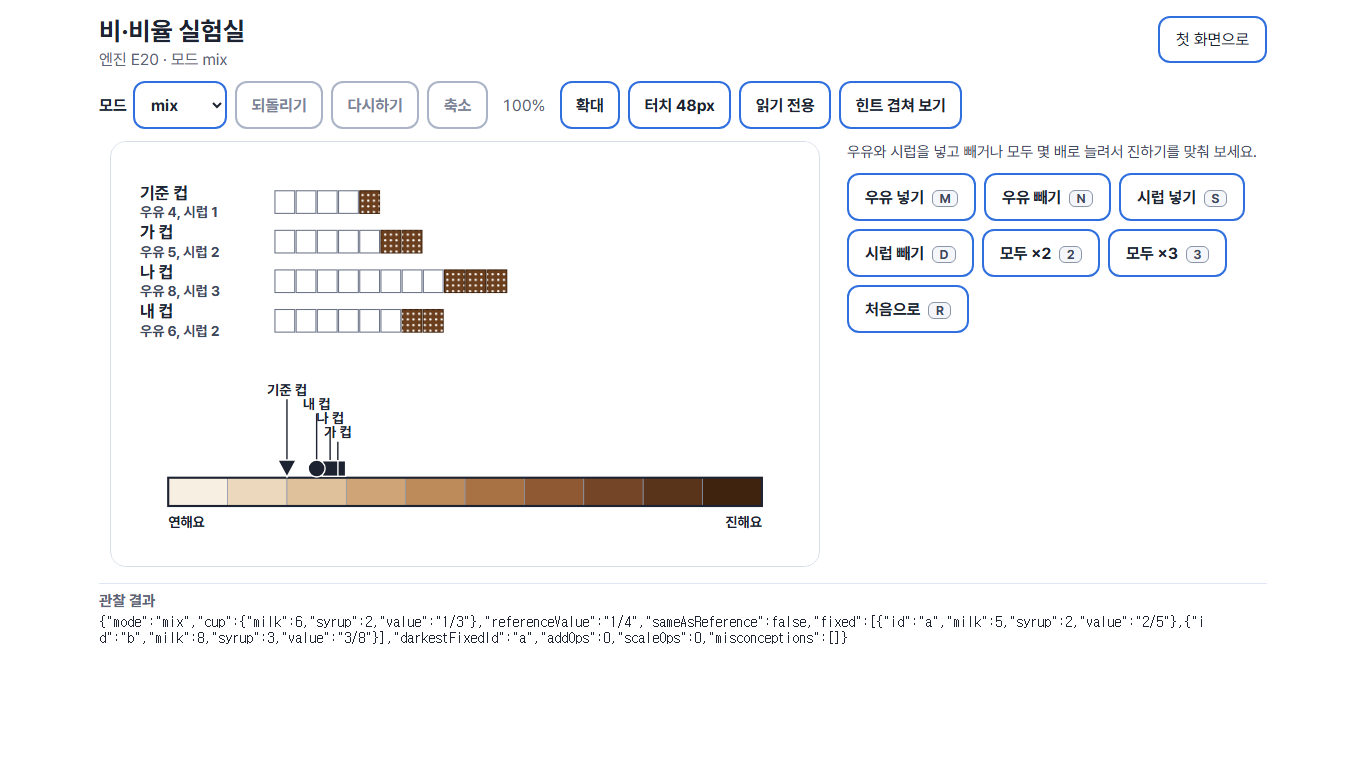 비·비율 실험실
첫 화면으로
엔진 E20 · 모드 mix
모드 mix 되돌리기 다시하기 축소 100% 확대 터치 48px 읽기 전용 힌트 겹쳐 보기
우유와 시럽을 넣고 빼거나 모두 몇 배로 늘려서 진하기를 맞춰 보세요.
우유 넣기 M 우유 빼기 N 시럽 넣기 S
시럽 빼기 D 모두 ×2 2 모두 ×3 3
처음으로 R
기준 컵
우유 4, 시럽 1
가 컵
우유 5, 시럽 2
나 컵
우유 8, 시럽 3
내 컵
우유 6, 시럽 2
기준 컵
내 컵
나 컵
가 컵
연해요 진해요
관찰 결과
{"mode":"mix","cup":{"milk":6,"syrup":2,"value":"1/3"},"referenceValue":"1/4","sameAsReference":false,"fixed":[{"id":"a","milk":5,"syrup":2,"value":"2/5"},{"i
d":"b","milk":8,"syrup":3,"value":"3/8"}],"darkestFixedId":"a","addOps":0,"scaleOps":0,"misconceptions":[]}